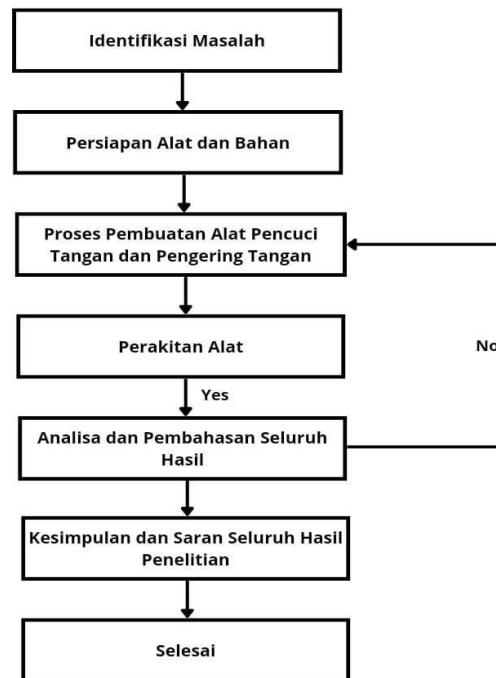 Identifikasi Masalah
Persiapan Alat dan Bahan
Proses Pembuatan Alat Pencuci
Tangan dan Pengering Tangan
Perakitan Alat
No
Yes
Analisa dan Pembahasan Seluruh
Hasil
Kesimpulan dan Saran Seluruh Hasil
Penelitian
Selesai